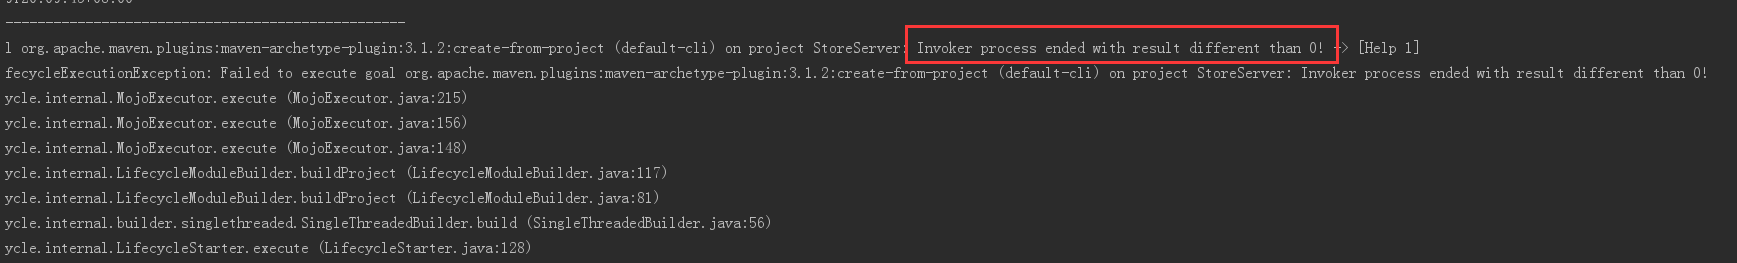 ------------------------------------------------------------
l org.apache.maven.plugins:maven-archetype-plugin:3.1.2:create-from-project (default-cli) on project StoreServer: Invoker process ended with result different than 0! -> [Help 1]
fecycleExecutionException: Failed to execute goal org.apache.maven.plugins:maven-archetype-plugin:3.1.2:create-from-project (default-cli) on project StoreServer: Invoker process ended with result different than 0!
ycle.internal.MojoExecutor.execute (MojoExecutor.java:215)
ycle.internal.MojoExecutor.execute (MojoExecutor.java:156)
ycle.internal.MojoExecutor.execute (MojoExecutor.java:148)
ycle.internal.LifecycleModuleBuilder.buildProject (LifecycleModuleBuilder.java:117)
ycle.internal.LifecycleModuleBuilder.buildProject (LifecycleModuleBuilder.java:81)
ycle.internal.builder.singlethreaded.SingleThreadedBuilder.build (SingleThreadedBuilder.java:56)
ycle.internal.LifecycleStarter.execute (LifecycleStarter.java:128)